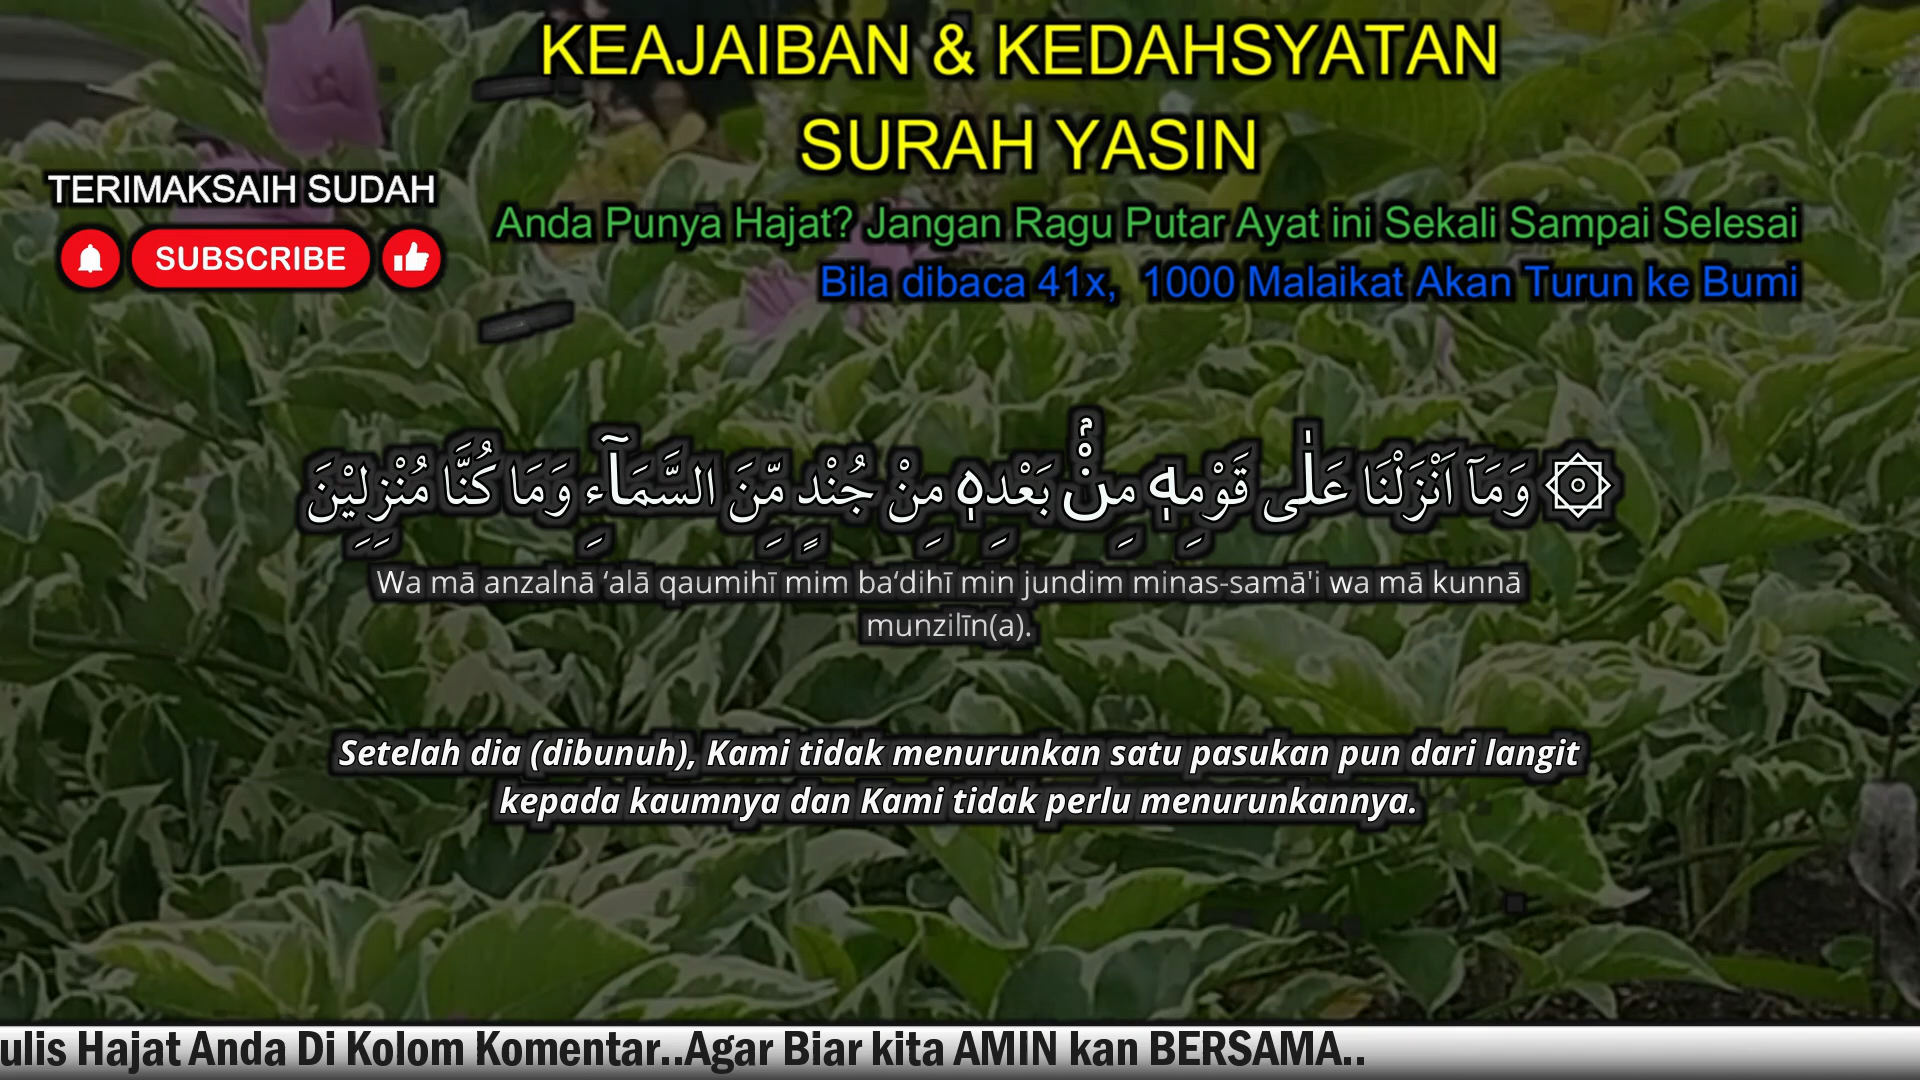 KEAJAIBAN & KEDAHSYATAN
SURAH YASIN
TERIMAKSAIH SUDAH
SUBSCRIBE
Anda Punya Hajat? Jangan Ragu Putar Ayat ini Sekali Sampai Selesai
Bila dibaca 41x, 1000 Malaikat Akan Turun ke Bumi
۞ وَمَآ اَنْزَلْنَا عَلٰى قَوْمِهٖ مِنْۢ بَعْدِهٖ مِنْ جُنْدٍ مِّنَ السَّمَاۤءِ وَمَا كُنَّا مُنْزِلِيْنَ
Wa mā anzalnā ‘alā qaumihī mim ba‘dihī min jundim minas-samā'i wa mā kunnā
munzilīn(a).
Setelah dia (dibunuh), Kami tidak menurunkan satu pasukan pun dari langit
kepada kaumnya dan Kami tidak perlu menurunkannya.
ulis Hajat Anda Di Kolom Komentar..Agar Biar kita AMIN kan BERSAMA..